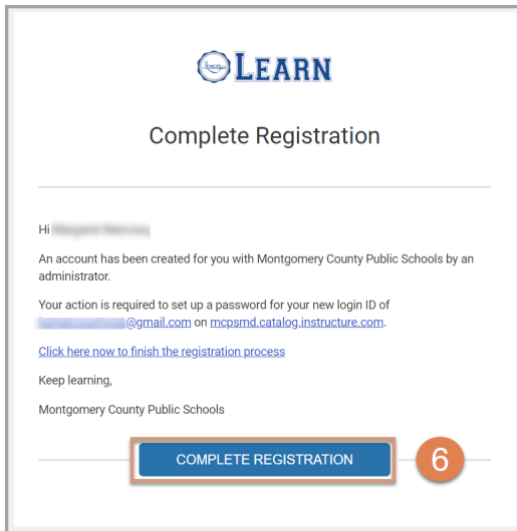 LEARN
Complete Registration
Hi
An account has been created for you with Montgomery County Public Schools by an
administrator.
Your action is required to set up a password for your new login ID of
@gmail.com on mcpsmd.catalog.instructure.com.
Click here now to finish the registration process
Keep learning,
Montgomery County Public Schools
COMPLETE REGISTRATION
6